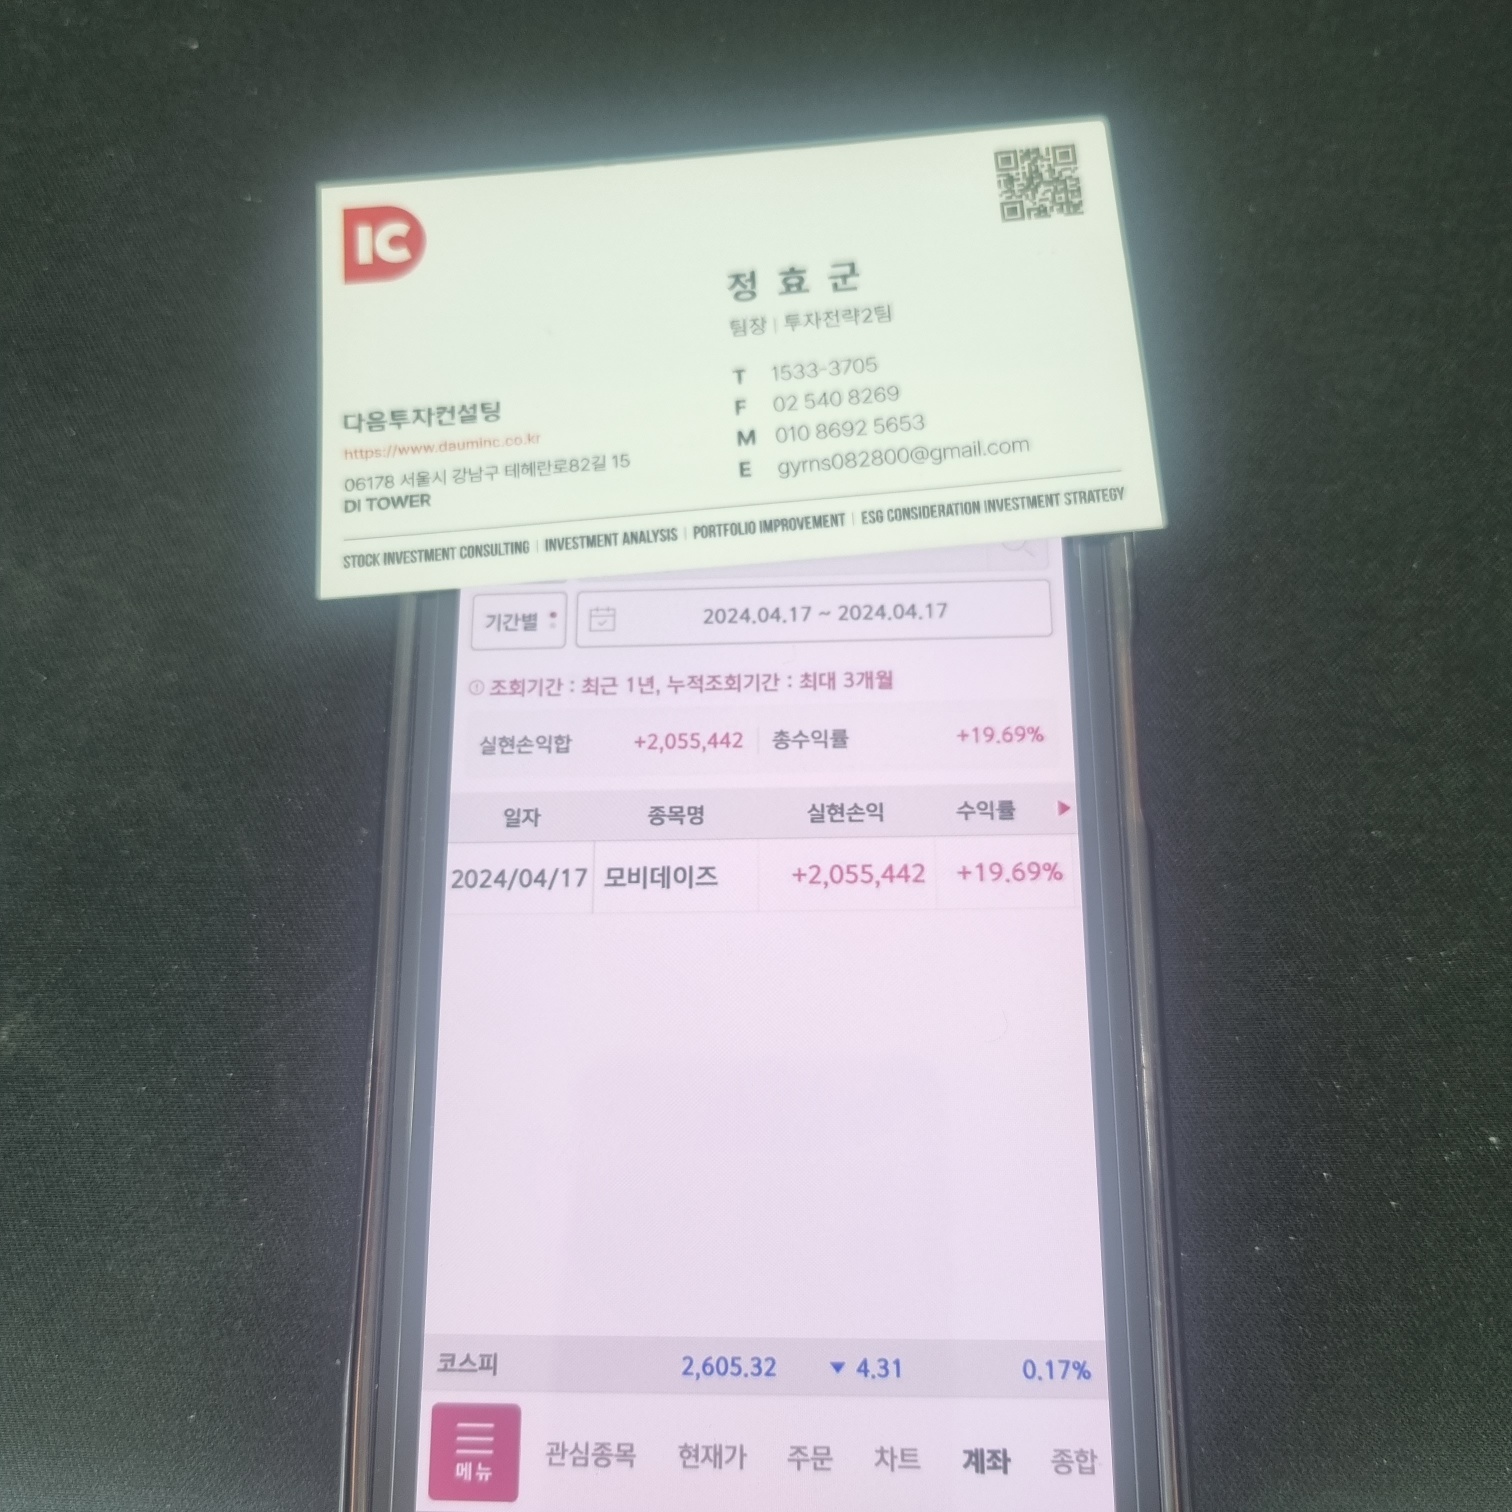 IC
정효군
팀장 | 투자전략2팀
T 1533-3705
F 02 540 8269
M 010 8692 5653
E gyrns082800@gmail.com
다음투자컨설팅
https://www.dauminc.co.kr
06178 서울시 강남구 테헤란로82길 15
DI TOWER
STOCK INVESTMENT CONSULTING | INVESTMENT ANALYSIS | PORTFOLIO IMPROVEMENT | ESG CONSIDERATION INVESTMENT STRATEGY
기간별 2024.04.17 ~ 2024.04.17
조회기간 : 최근 1년, 누적조회기간 : 최대 3개월
실현손익합 +2,055,442 총수익률 +19.69%
일자 종목명 실현손익 수익률
2024/04/17 모비데이즈 +2,055,442 +19.69%
코스피 2,605.32 ▼ 4.31 0.17%
메뉴 관심종목 현재가 주문 차트 계좌 종합